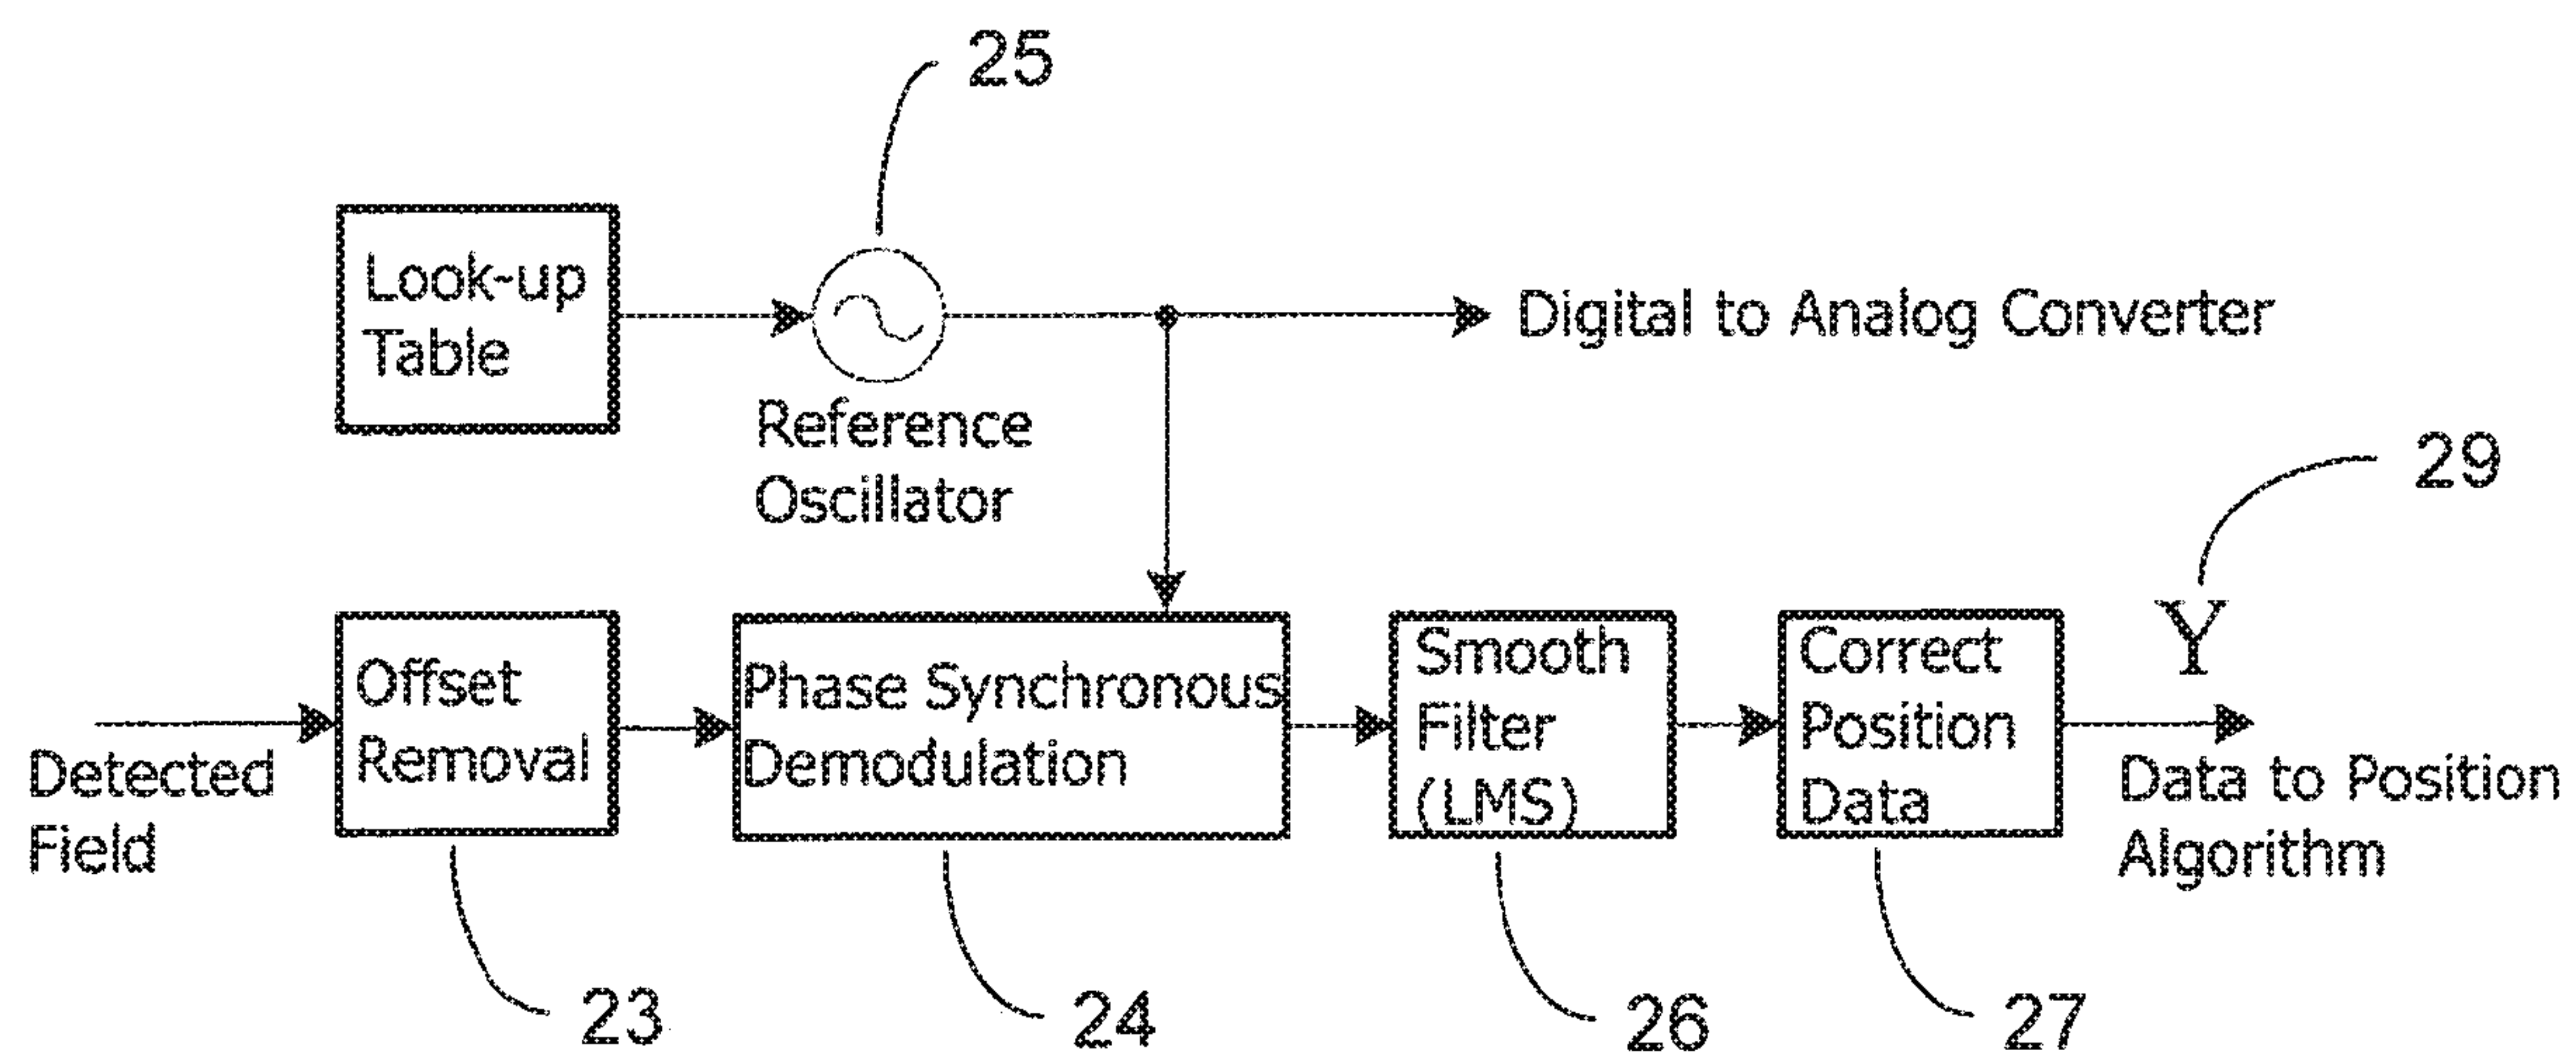 25
Look-up
Table
Digital to Analog Converter
Reference
Oscillator
29
Y
Detected
Field
Offset
Removal
Phase Synchronous
Demodulation
Smooth
Filter
(LMS)
Correct
Position
Data
Data to Position
Algorithm
23
24
26
27